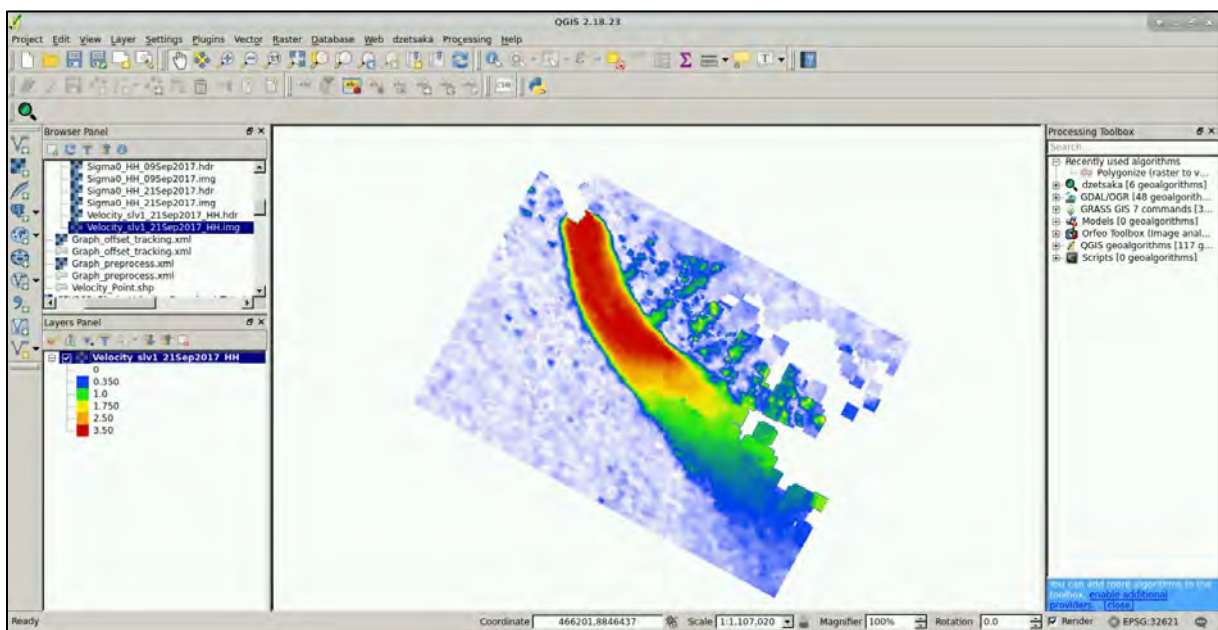 QGIS 2.18.23
Project Edit View Layer Settings Plugins Vector Raster Database Web dzetsaka Processing Help
Browser Panel
Sigma0_HH_09Sep2017.hdr
Sigma0_HH_09Sep2017.img
Sigma0_HH_21Sep2017.hdr
Sigma0_HH_21Sep2017.img
Velocity_slv1_21Sep2017_HH.hdr
Velocity_slv1_21Sep2017_HH.img
Graph_offset_tracking.xml
Graph_offset_tracking.xml
Graph_preprocess.xml
Graph_preprocess.xml
Velocity_Point.shp
Layers Panel
Velocity_slv1_21Sep2017_HH
0
0.350
1.0
1.750
2.50
3.50
Processing Toolbox
Search...
Recently used algorithms
Polygonize (raster to v...
dzetsaka [6 geoalgorithms]
GDAL/OGR [48 geoalgorith...
GRASS GIS 7 commands [3...
Models [0 geoalgorithms]
Orfeo Toolbox (Image anal...
QGIS geoalgorithms [117 g...
Scripts [0 geoalgorithms]
You can add more algorithms to the
toolbox, enable additional
providers. [close]
Ready
Coordinate 466201,8846437 Scale 1:1,107,020 Magnifier 100% Rotation 0.0 Render EPSG:32621